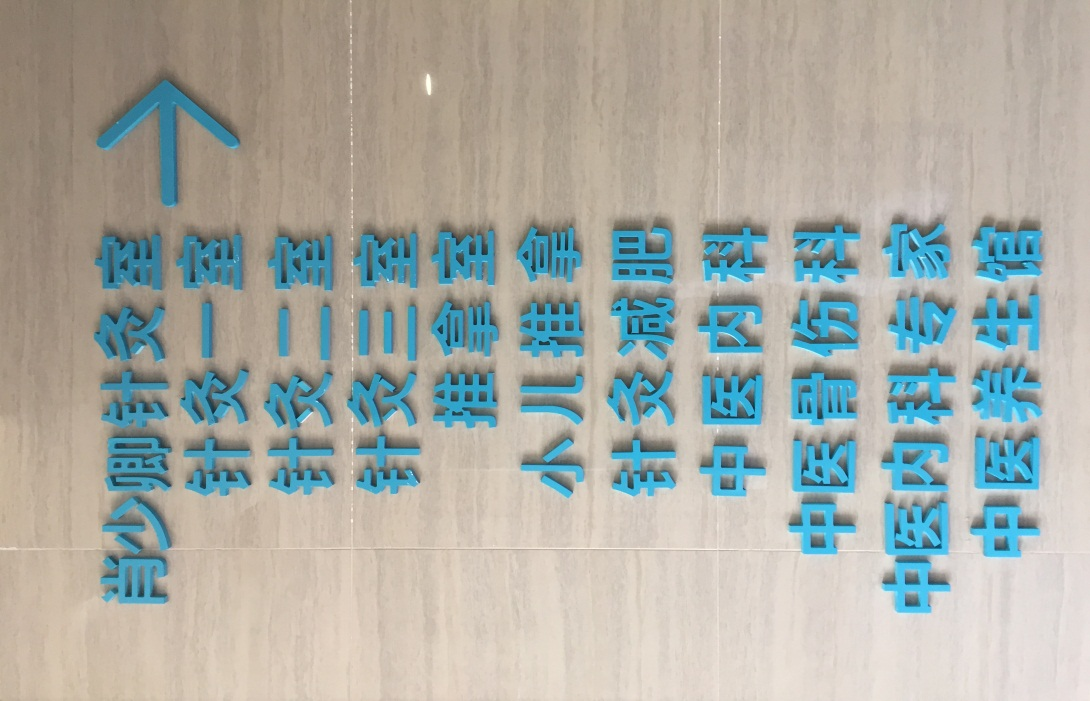 肖少卿针灸室
针灸一室
针灸二室
针灸三室
推拿室
小儿推拿
针灸减肥
中医内科
中医骨伤科
中医内科专家
中医养生馆